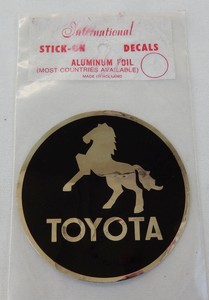 International
STICK-ON DECALS
ALUMINUM FOIL
(MOST COUNTRIES AVAILABLE)
TOYOTA